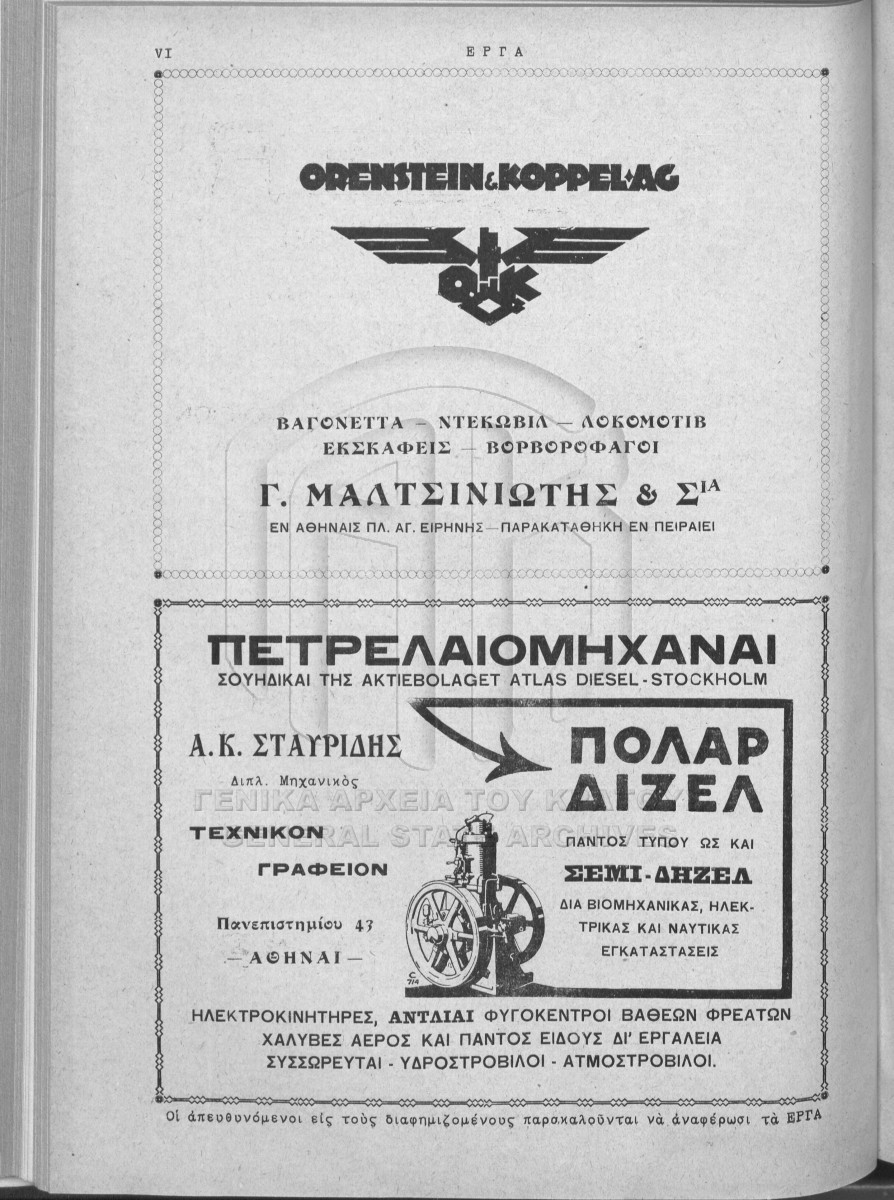 VI
ΕΡΓΑ
ORENSTEIN & KOPPEL-AG
O & K
ΒΑΓΟΝΕΤΤΑ — ΝΤΕΚΩΒΙΛ — ΛΟΚΟΜΟΤΙΒ
ΕΚΣΚΑΦΕΙΣ — ΒΟΡΒΟΡΟΦΑΓΟΙ
Γ. ΜΑΛΤΣΙΝΙΩΤΗΣ & ΣΙΑ
ΕΝ ΑΘΗΝΑΙΣ ΠΛ. ΑΓ. ΕΙΡΗΝΗΣ—ΠΑΡΑΚΑΤΑΘΗΚΗ ΕΝ ΠΕΙΡΑΙΕΙ
ΠΕΤΡΕΛΑΙΟΜΗΧΑΝΑΙ
ΣΟΥΗΔΙΚΑΙ ΤΗΣ AKTIEBOLAGET ATLAS DIESEL - STOCKHOLM
Α. Κ. ΣΤΑΥΡΙΔΗΣ
Διπλ. Μηχανικὸς
ΤΕΧΝΙΚΟΝ
ΓΡΑΦΕΙΟΝ
Πανεπιστημίου 43
— ΑΘΗΝΑΙ —
ΠΟΛΑΡ
ΔΙΖΕΛ
ΠΑΝΤΟΣ ΤΥΠΟΥ ΩΣ ΚΑΙ
ΣΕΜΙ - ΔΗΖΕΛ
ΔΙΑ ΒΙΟΜΗΧΑΝΙΚΑΣ, ΗΛΕΚ-
ΤΡΙΚΑΣ ΚΑΙ ΝΑΥΤΙΚΑΣ
ΕΓΚΑΤΑΣΤΑΣΕΙΣ
C
714
ΗΛΕΚΤΡΟΚΙΝΗΤΗΡΕΣ, ΑΝΤΛΙΑΙ ΦΥΓΟΚΕΝΤΡΟΙ ΒΑΘΕΩΝ ΦΡΕΑΤΩΝ
ΧΑΛΥΒΕΣ ΑΕΡΟΣ ΚΑΙ ΠΑΝΤΟΣ ΕΙΔΟΥΣ ΔΙ' ΕΡΓΑΛΕΙΑ
ΣΥΣΣΩΡΕΥΤΑΙ - ΥΔΡΟΣΤΡΟΒΙΛΟΙ - ΑΤΜΟΣΤΡΟΒΙΛΟΙ.
Οἱ ἀπευθυνόμενοι εἰς τοὺς διαφημιζομένους παρακαλοῦνται νὰ ἀναφέρωσι τὰ ΕΡΓΑ
ΓΕΝΙΚΑ ΑΡΧΕΙΑ ΤΟΥ ΚΡΑΤΟΥΣ
GENERAL STATE ARCHIVES